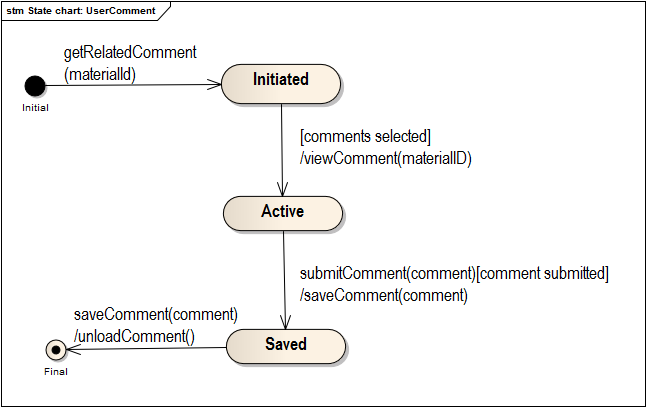 stm State chart: UserComment
getRelatedComment
(materialId)
Initial
Initiated
[comments selected]
/viewComment(materialID)
Active
submitComment(comment)[comment submitted]
/saveComment(comment)
saveComment(comment)
/unloadComment()
Saved
Final